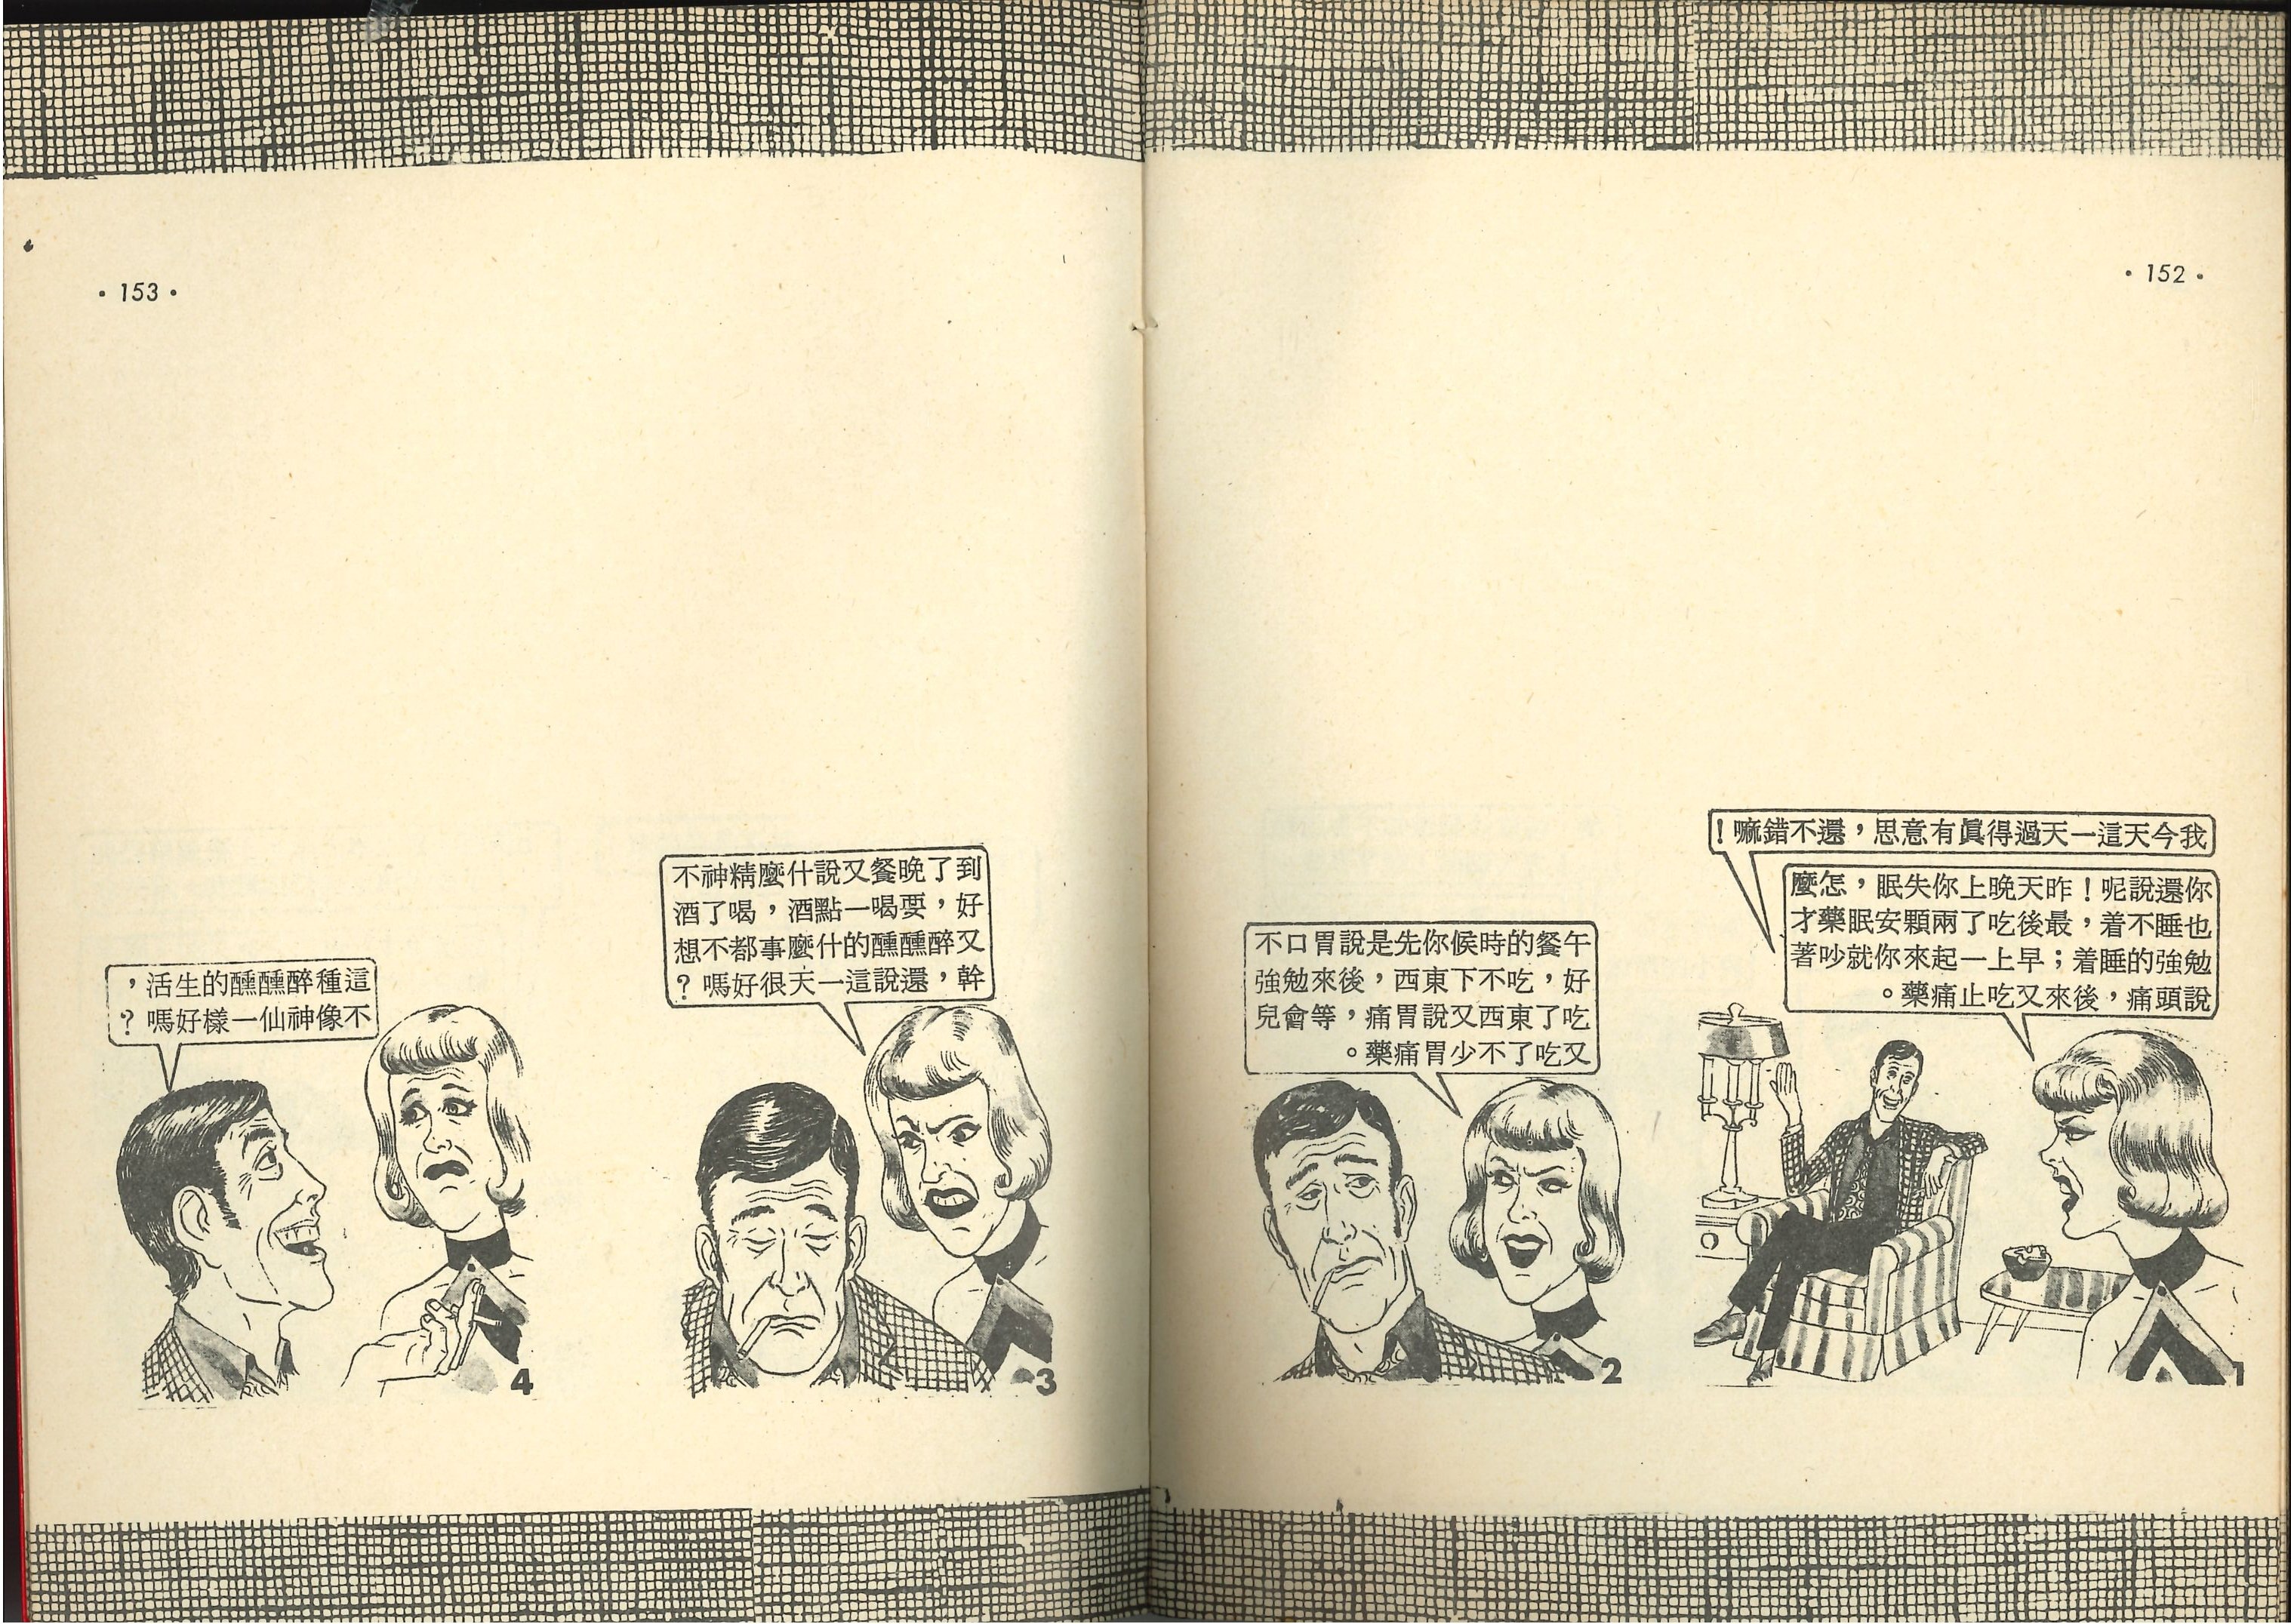 ・152・
我今天這一天過得眞有意思，還不錯嘛！
你還說呢！昨天晚上你失眠，怎麼
也睡不着，最後吃了兩顆安眠藥才
勉強的睡着；早上一起來你就吵著
說頭痛，後來又吃止痛藥。
1
午餐的時候你先是說胃口不
好，吃不下東西，後來勉強
吃了東西又說胃痛，等會兒
又吃了不少胃痛藥。
2
・153・
到了晚餐又說什麼精神不
好，要喝一點酒，喝了酒
又醉醺醺的什麼事都不想
幹，還說這一天很好嗎？
3
這種醉醺醺的生活，
不像神仙一樣好嗎？
4